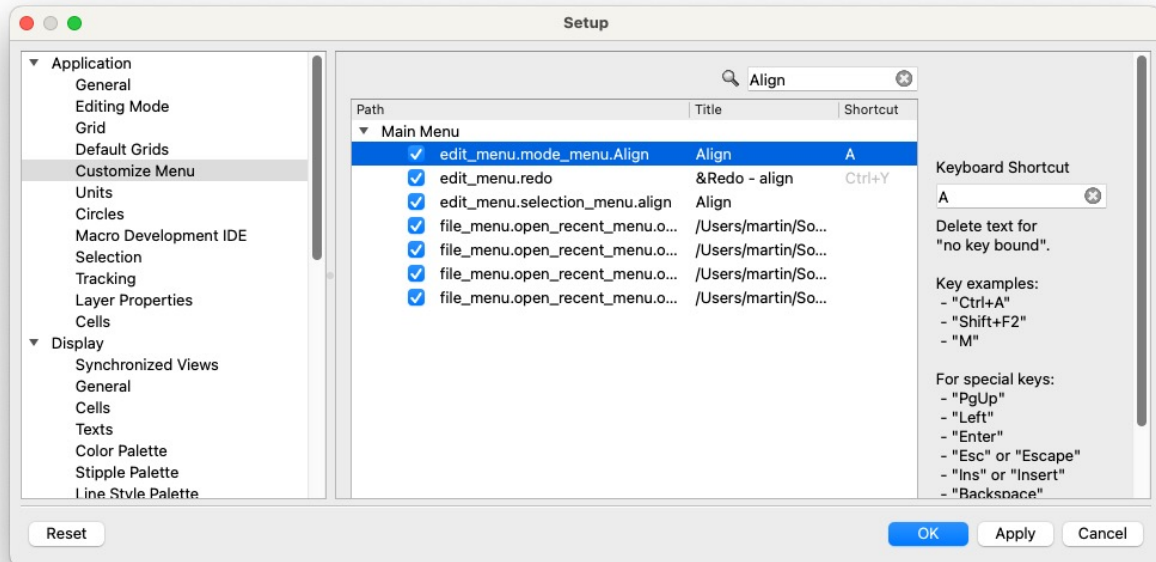 Setup
Application
General
Editing Mode
Grid
Default Grids
Customize Menu
Units
Circles
Macro Development IDE
Selection
Tracking
Layer Properties
Cells
Display
Synchronized Views
General
Cells
Texts
Color Palette
Stipple Palette
Line Style Palette
Align
Path Title Shortcut
Main Menu
edit_menu.mode_menu.Align Align A
edit_menu.redo &Redo - align Ctrl+Y
edit_menu.selection_menu.align Align
file_menu.open_recent_menu.o... /Users/martin/So...
file_menu.open_recent_menu.o... /Users/martin/So...
file_menu.open_recent_menu.o... /Users/martin/So...
file_menu.open_recent_menu.o... /Users/martin/So...
Keyboard Shortcut
A
Delete text for
"no key bound".
Key examples:
- "Ctrl+A"
- "Shift+F2"
- "M"
For special keys:
- "PgUp"
- "Left"
- "Enter"
- "Esc" or "Escape"
- "Ins" or "Insert"
- "Backspace"
Reset
OK
Apply
Cancel